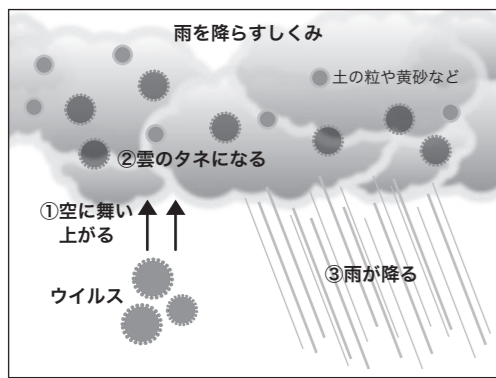 雨を降らすしくみ
土の粒や黄砂など
②雲のタネになる
①空に舞い
上がる
ウイルス
③雨が降る